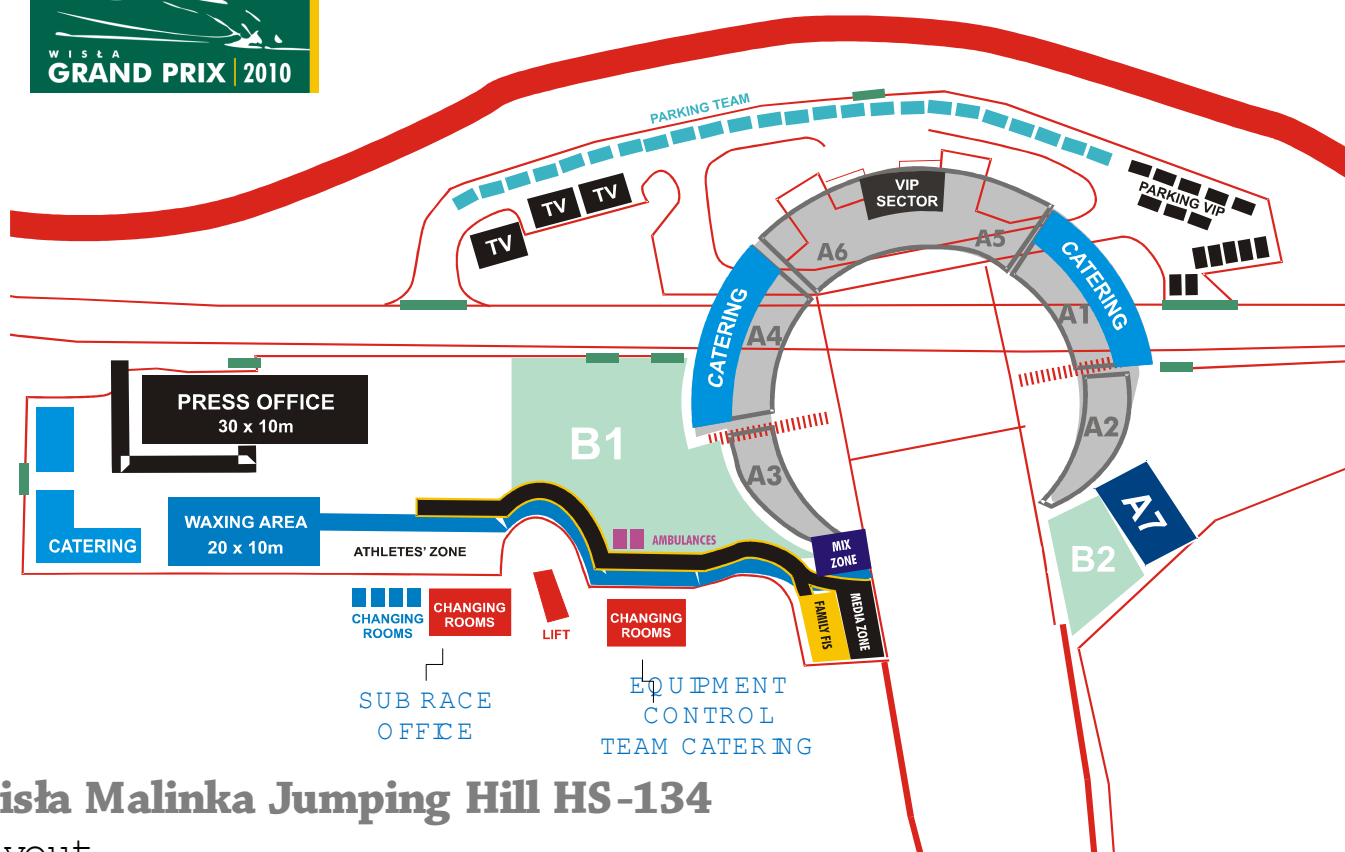 WISŁA
GRAND PRIX 2010
PARKING TEAM
TV
TV
TV
VIP
SECTOR
PARKING VIP
A6
A5
CATERING
CATERING
A4
A1
PRESS OFFICE
30 x 10m
B1
A3
A2
A7
B2
WAXING AREA
20 x 10m
CATERING
ATHLETES' ZONE
AMBULANCES
MIX
ZONE
FAMILY FIS
MEDIA ZONE
CHANGING
ROOMS
CHANGING
ROOMS
LIFT
CHANGING
ROOMS
SUB RACE
OFFICE
EQUIPMENT
CONTROL
TEAM CATERING
isła Malinka Jumping Hill HS-134